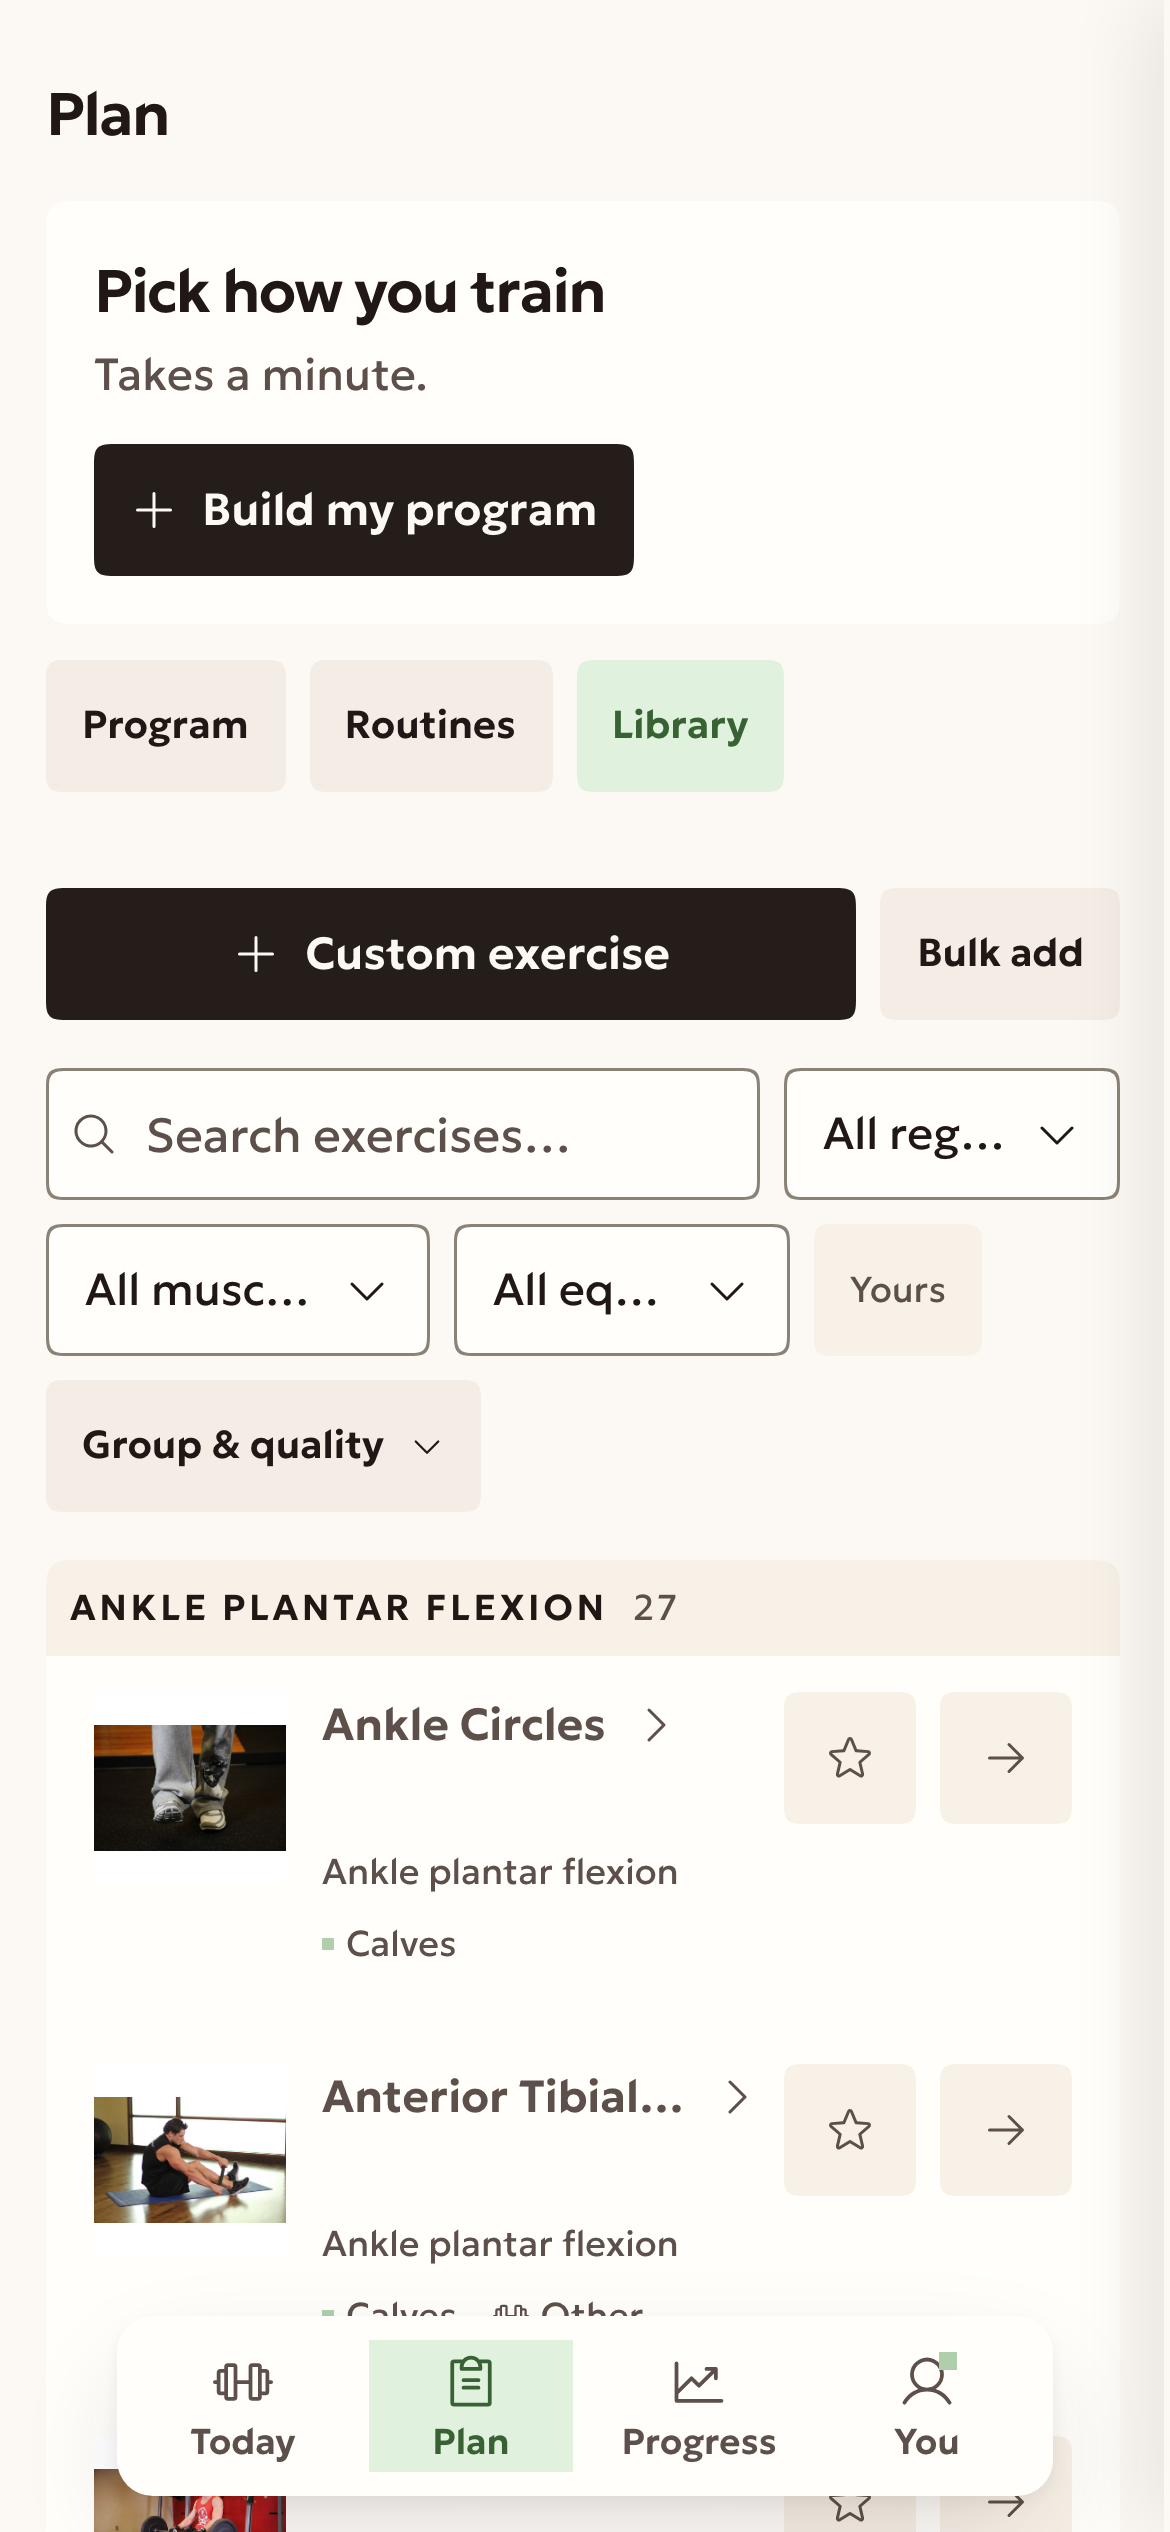 Plan
Pick how you train
Takes a minute.
Build my program
Program Routines Library
Custom exercise Bulk add
Search exercises... All reg...
All musc... All eq... Yours
Group & quality
ANKLE PLANTAR FLEXION 27
Ankle Circles
Ankle plantar flexion
Calves
Anterior Tibial...
Ankle plantar flexion
Calves Other
Today Plan Progress You